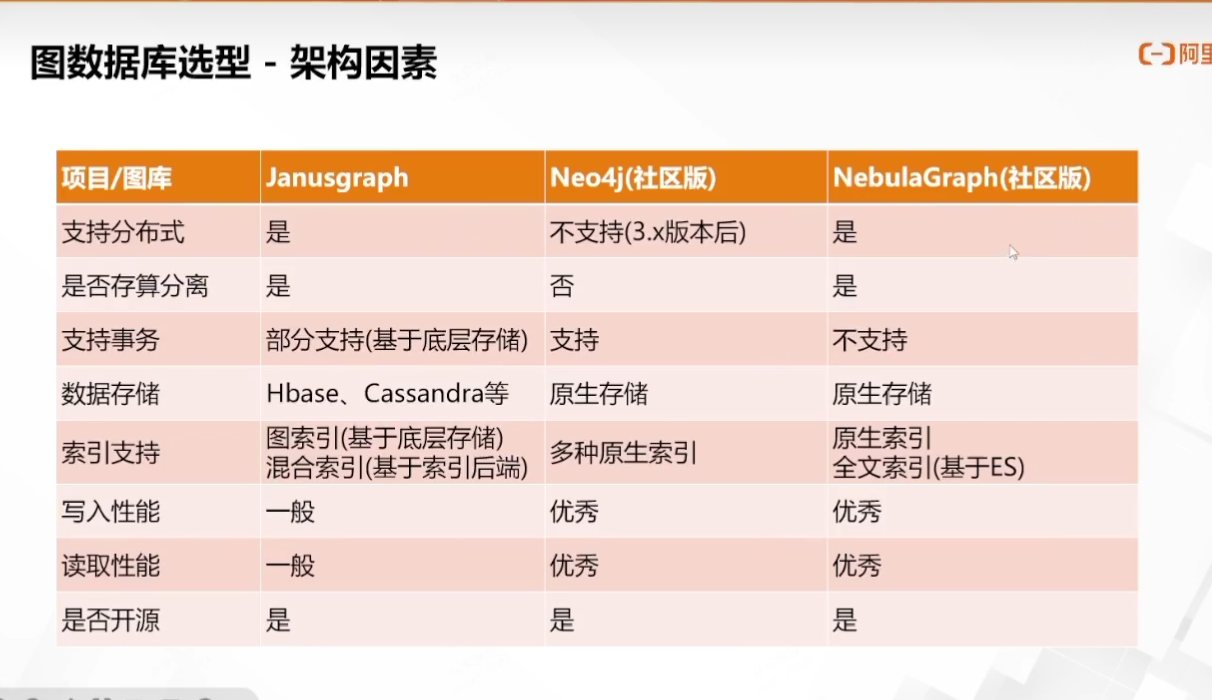 图数据库选型 - 架构因素
阿里
项目/图库 Janusgraph Neo4j(社区版) NebulaGraph(社区版)
支持分布式 是 不支持(3.x版本后) 是
是否存算分离 是 否 是
支持事务 部分支持(基于底层存储) 支持 不支持
数据存储 Hbase、Cassandra等 原生存储 原生存储
索引支持 图索引(基于底层存储) 多种原生索引 原生索引
混合索引(基于索引后端) 全文索引(基于ES)
写入性能 一般 优秀 优秀
读取性能 一般 优秀 优秀
是否开源 是 是 是